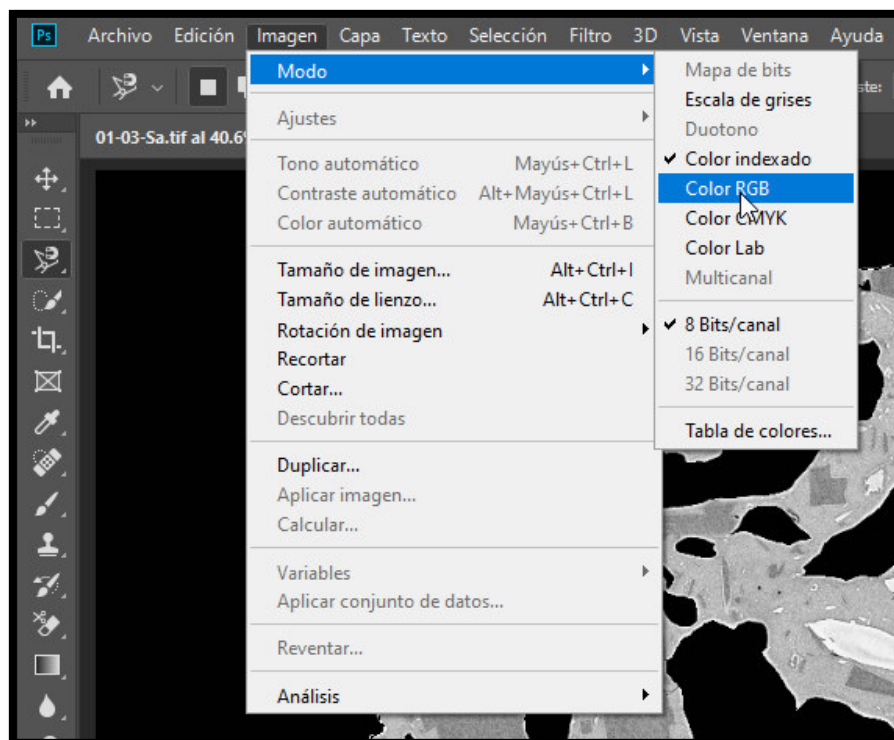 Ps Archivo Edición Imagen Capa Texto Selección Filtro 3D Vista Ventana Ayuda
ste:
01-03-Sa.tif al 40.6%
Modo
Ajustes
Tono automático Mayús+Ctrl+L
Contraste automático Alt+Mayús+Ctrl+L
Color automático Mayús+Ctrl+B
Tamaño de imagen... Alt+Ctrl+I
Tamaño de lienzo... Alt+Ctrl+C
Rotación de imagen
Recortar
Cortar...
Descubrir todas
Duplicar...
Aplicar imagen...
Calcular...
Variables
Aplicar conjunto de datos...
Reventar...
Análisis
Mapa de bits
Escala de grises
Duotono
Color indexado
Color RGB
Color CMYK
Color Lab
Multicanal
8 Bits/canal
16 Bits/canal
32 Bits/canal
Tabla de colores...